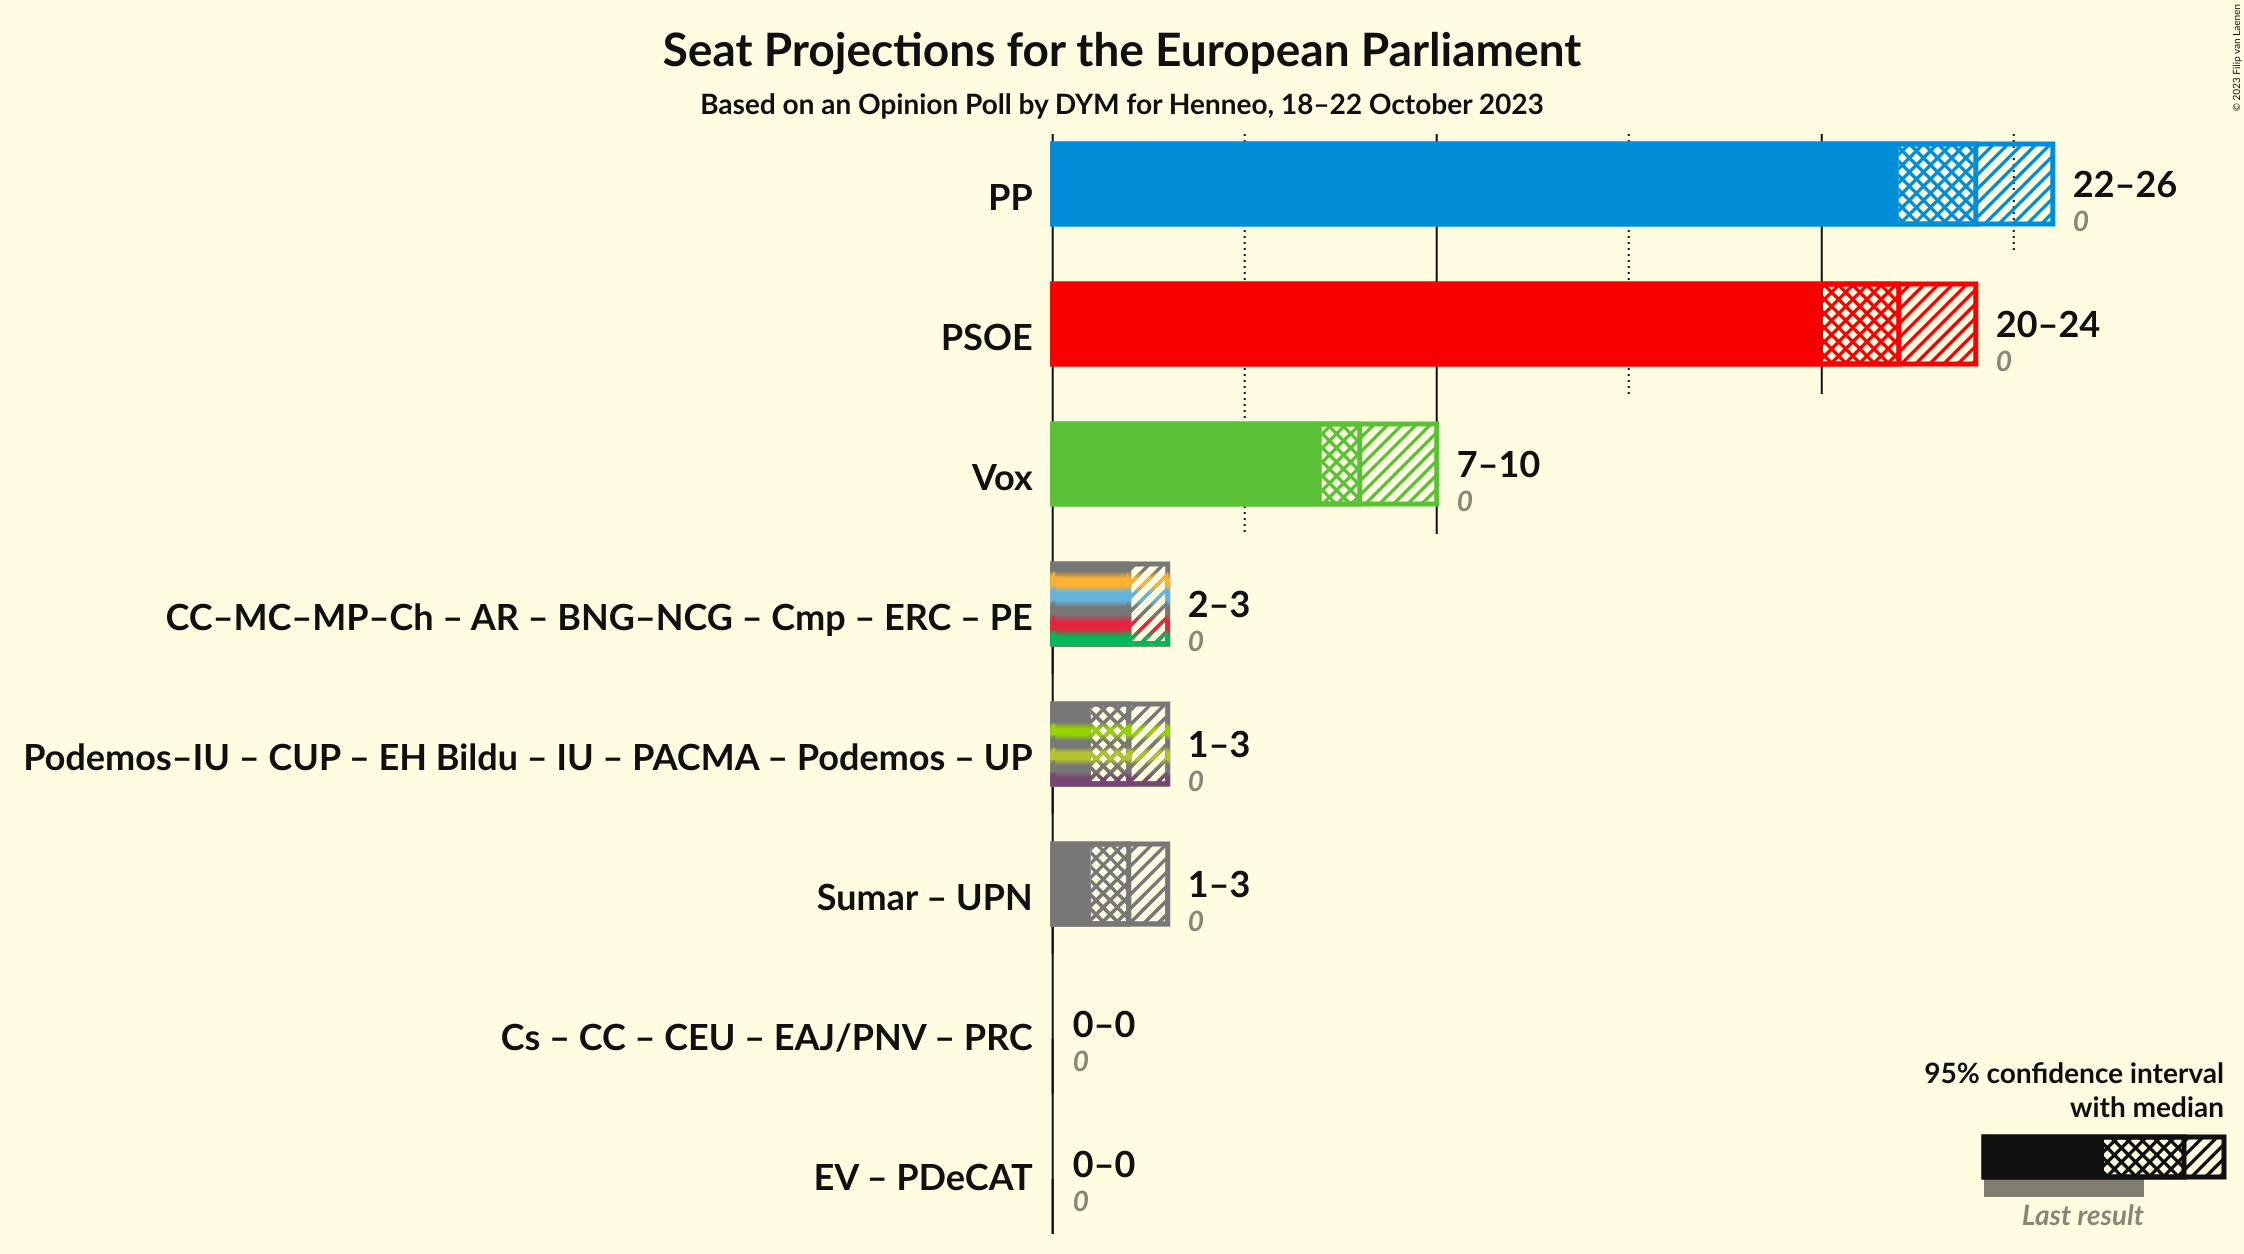 Seat Projections for the European Parliament
Based on an Opinion Poll by DYM for Henneo, 18–22 October 2023
© 2023 Filip van Laenen
PP
22–26
0
PSOE
20–24
0
Vox
7–10
0
CC–MC–MP–Ch – AR – BNG–NCG – Cmp – ERC – PE
2–3
0
Podemos–IU – CUP – EH Bildu – IU – PACMA – Podemos – UP
1–3
0
Sumar – UPN
1–3
0
Cs – CC – CEU – EAJ/PNV – PRC
0–0
0
EV – PDeCAT
0–0
0
95% confidence interval
with median
Last result